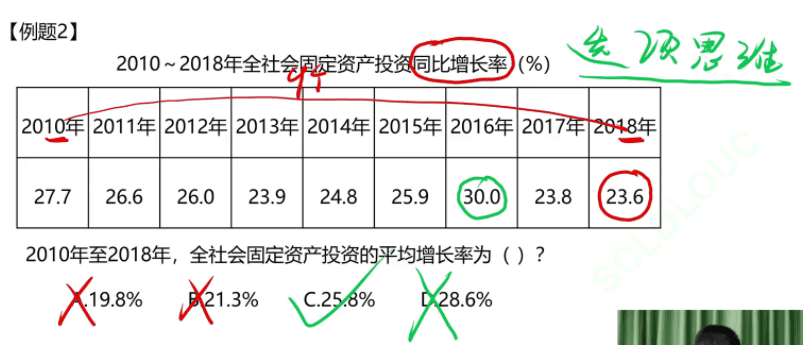 【例题2】
选项思维
2010～2018年全社会固定资产投资同比增长率（%）
9个
2010年 2011年 2012年 2013年 2014年 2015年 2016年 2017年 2018年
27.7 26.6 26.0 23.9 24.8 25.9 30.0 23.8 23.6
2010年至2018年，全社会固定资产投资的平均增长率为（ ）？
A.19.8% B.21.3% C.25.8% D.28.6%